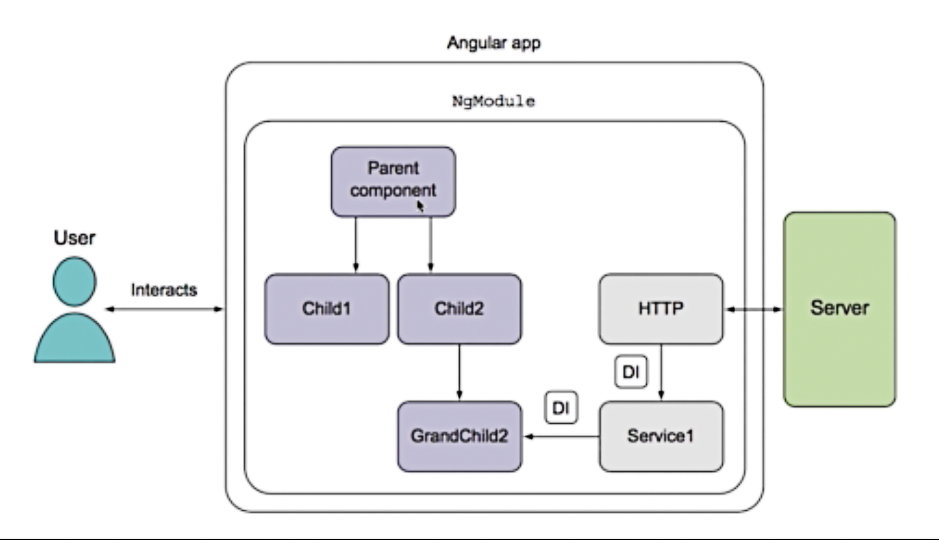 Angular app
NgModule
Parent
component
User
Interacts
Child1
Child2
HTTP
Server
DI
DI
GrandChild2
Service1